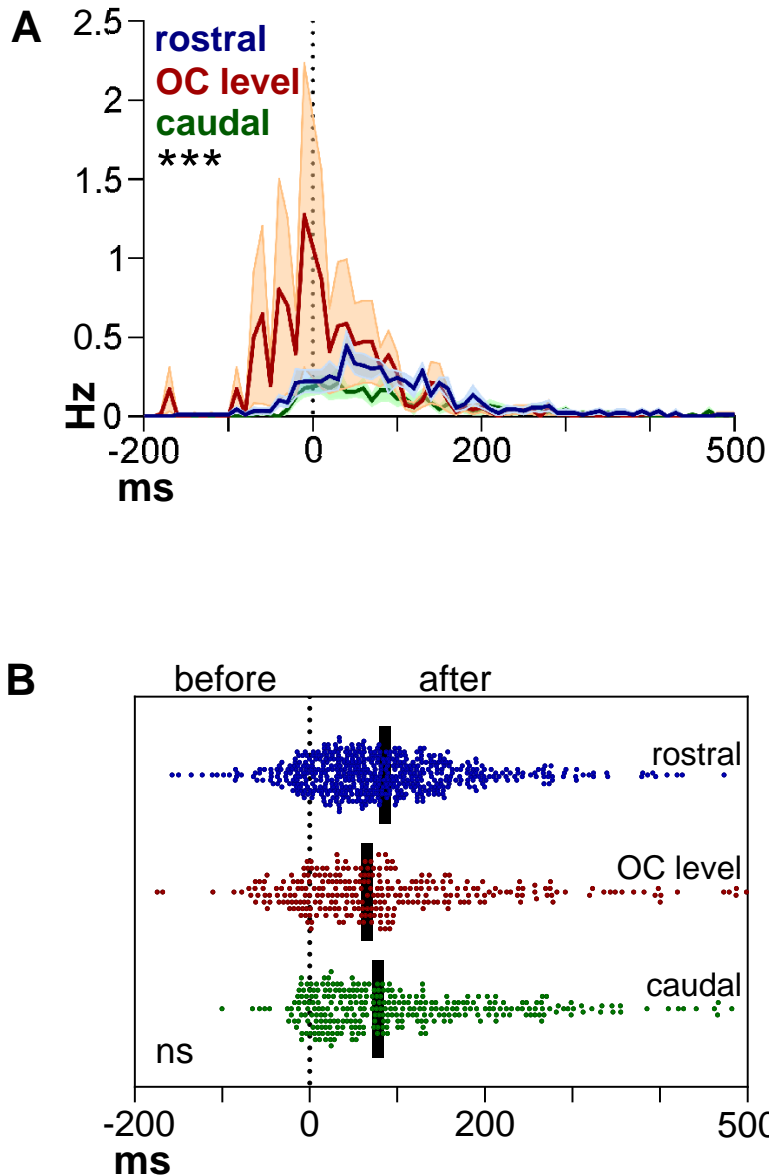 A
2.5
rostral
OC level
2
caudal
***
1.5
1
0.5
Hz
0
-200 0 200 500
ms
B
before after
rostral
OC level
caudal
ns
-200 0 200 500
ms